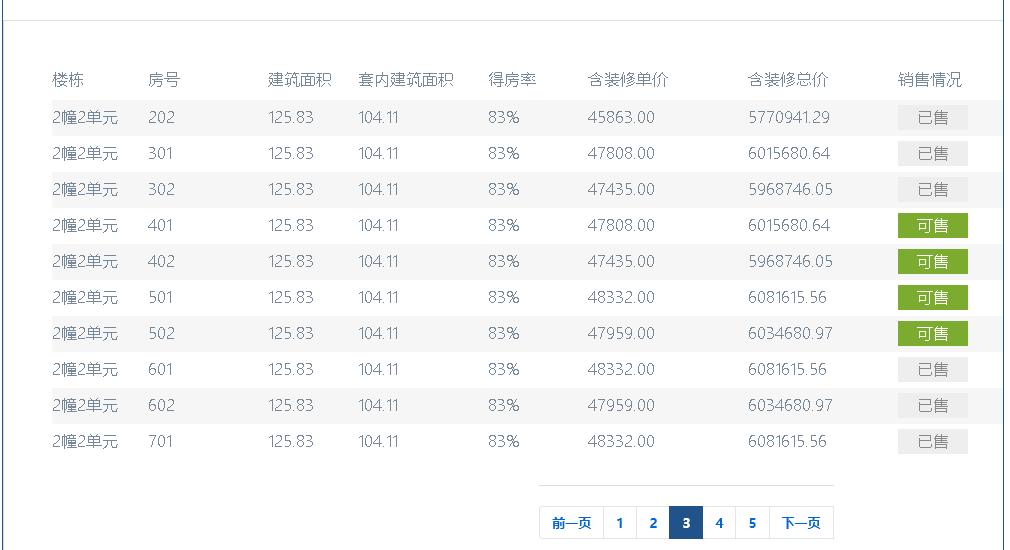 楼栋 房号 建筑面积 套内建筑面积 得房率 含装修单价 含装修总价 销售情况
2幢2单元 202 125.83 104.11 83% 45863.00 5770941.29 已售
2幢2单元 301 125.83 104.11 83% 47808.00 6015680.64 已售
2幢2单元 302 125.83 104.11 83% 47435.00 5968746.05 已售
2幢2单元 401 125.83 104.11 83% 47808.00 6015680.64 可售
2幢2单元 402 125.83 104.11 83% 47435.00 5968746.05 可售
2幢2单元 501 125.83 104.11 83% 48332.00 6081615.56 可售
2幢2单元 502 125.83 104.11 83% 47959.00 6034680.97 可售
2幢2单元 601 125.83 104.11 83% 48332.00 6081615.56 已售
2幢2单元 602 125.83 104.11 83% 47959.00 6034680.97 已售
2幢2单元 701 125.83 104.11 83% 48332.00 6081615.56 已售
前一页 1 2 3 4 5 下一页